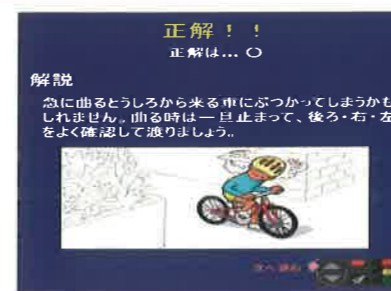 正解！！
正解は... ○
解説
急に曲るとうしろから来る車にぶつかってしまうかも
しれません。曲る時は一旦止まって、後ろ・右・左
をよく確認して渡りましょう。